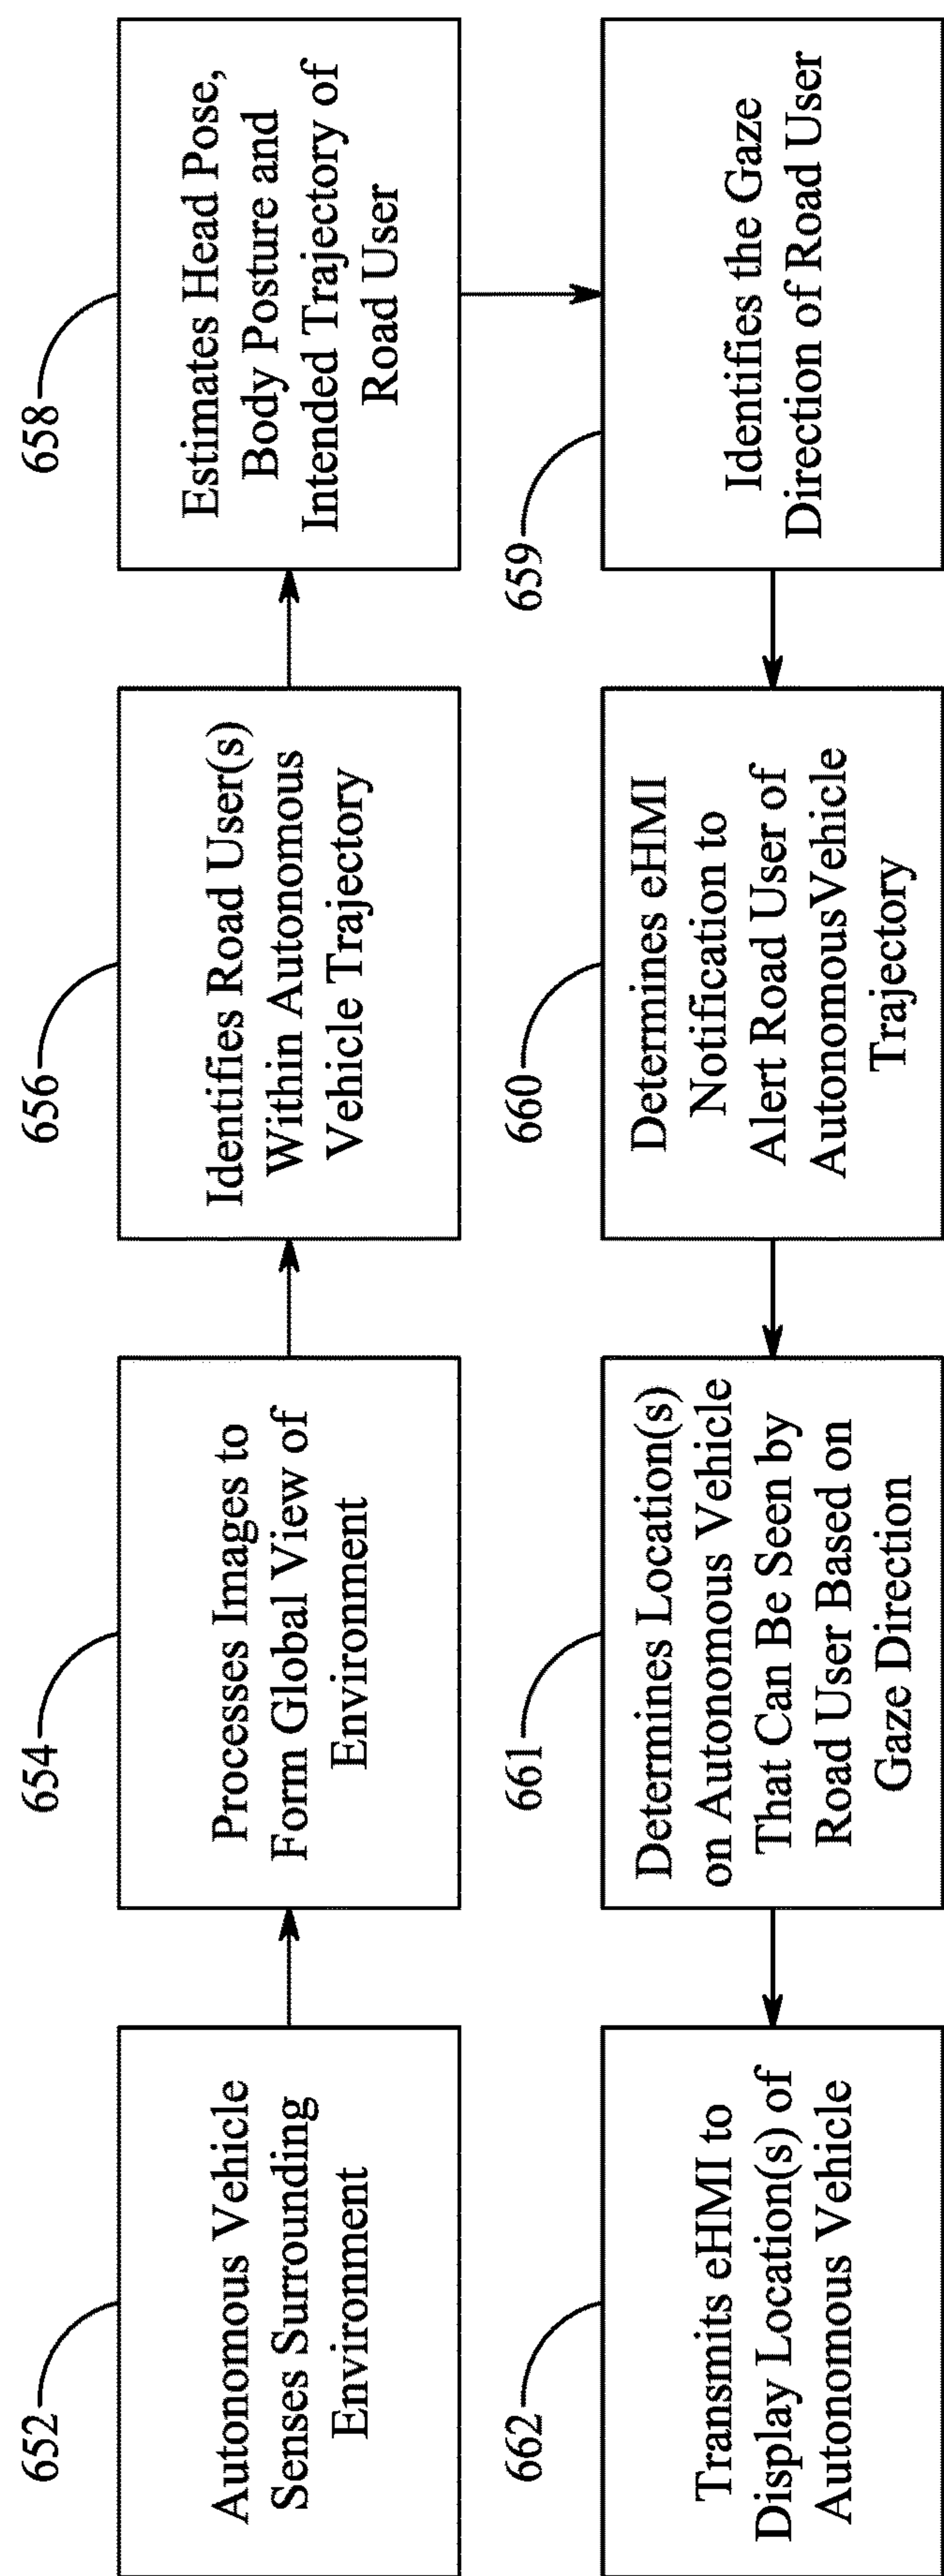 652
Autonomous Vehicle
Senses Surrounding
Environment
654
Processes Images to
Form Global View of
Environment
656
Identifies Road User(s)
Within Autonomous
Vehicle Trajectory
658
Estimates Head Pose,
Body Posture and
Intended Trajectory of
Road User
659
Identifies the Gaze
Direction of Road User
660
Determines eHMI
Notification to
Alert Road User of
AutonomousVehicle
Trajectory
661
Determines Location(s)
on Autonomous Vehicle
That Can Be Seen by
Road User Based on
Gaze Direction
662
Transmits eHMI to
Display Location(s) of
Autonomous Vehicle